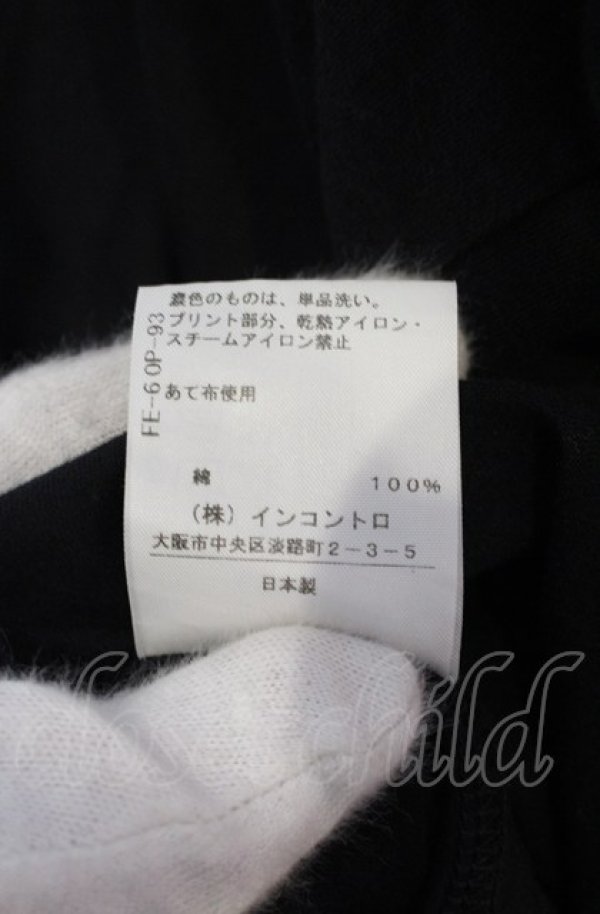 濃色のものは、単品洗い。
プリント部分、乾熱アイロン・
スチームアイロン禁止
あて布使用
FE-60P-93
綿 100%
(株)インコントロ
大阪市中央区淡路町2-3-5
日本製
closet child